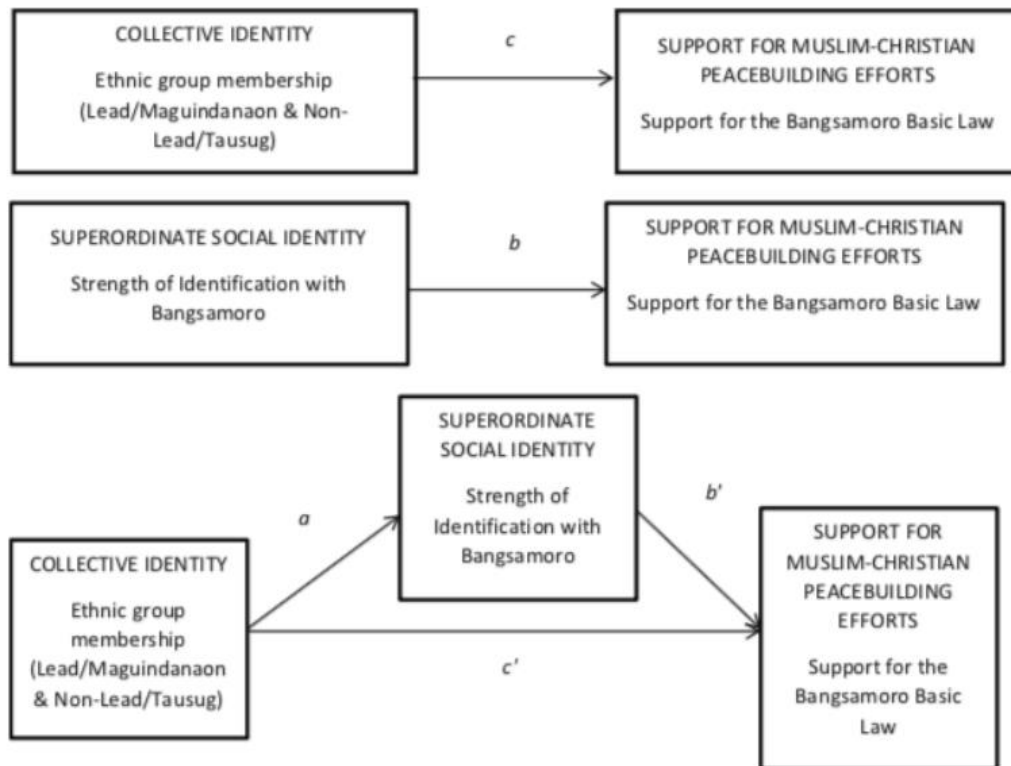 COLLECTIVE IDENTITY
Ethnic group membership
(Lead/Maguindanaon & Non-
Lead/Tausug)
c
SUPPORT FOR MUSLIM-CHRISTIAN
PEACEBUILDING EFFORTS
Support for the Bangsamoro Basic Law
SUPERORDINATE SOCIAL IDENTITY
Strength of Identification with
Bangsamoro
b
SUPPORT FOR MUSLIM-CHRISTIAN
PEACEBUILDING EFFORTS
Support for the Bangsamoro Basic Law
COLLECTIVE IDENTITY
Ethnic group
membership
(Lead/Maguindanaon
& Non-Lead/Tausug)
a
SUPERORDINATE
SOCIAL IDENTITY
Strength of
Identification with
Bangsamoro
b'
c'
SUPPORT FOR
MUSLIM-CHRISTIAN
PEACEBUILDING
EFFORTS
Support for the
Bangsamoro Basic
Law